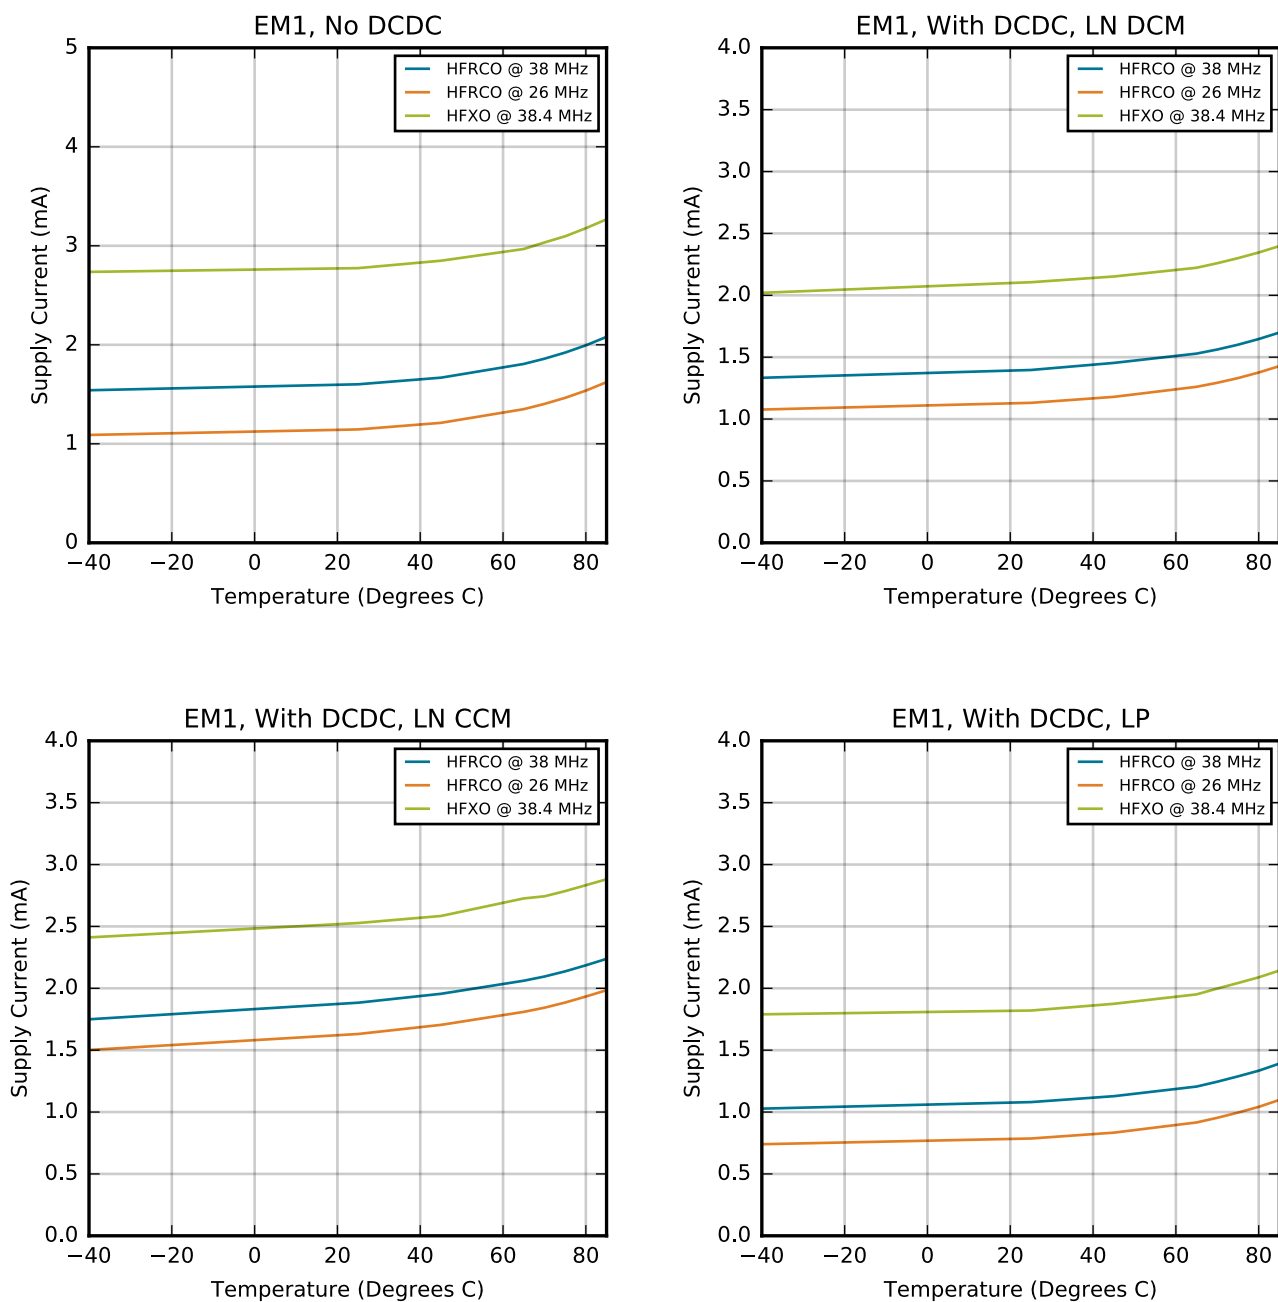 EM1, No DCDC
5
4
3
2
1
0
Supply Current (mA)
HFRCO @ 38 MHz
HFRCO @ 26 MHz
HFXO @ 38.4 MHz
−40 −20 0 20 40 60 80
Temperature (Degrees C)
EM1, With DCDC, LN DCM
4.0
3.5
3.0
2.5
2.0
1.5
1.0
0.5
0.0
Supply Current (mA)
HFRCO @ 38 MHz
HFRCO @ 26 MHz
HFXO @ 38.4 MHz
−40 −20 0 20 40 60 80
Temperature (Degrees C)
EM1, With DCDC, LN CCM
4.0
3.5
3.0
2.5
2.0
1.5
1.0
0.5
0.0
Supply Current (mA)
HFRCO @ 38 MHz
HFRCO @ 26 MHz
HFXO @ 38.4 MHz
−40 −20 0 20 40 60 80
Temperature (Degrees C)
EM1, With DCDC, LP
4.0
3.5
3.0
2.5
2.0
1.5
1.0
0.5
0.0
Supply Current (mA)
HFRCO @ 38 MHz
HFRCO @ 26 MHz
HFXO @ 38.4 MHz
−40 −20 0 20 40 60 80
Temperature (Degrees C)